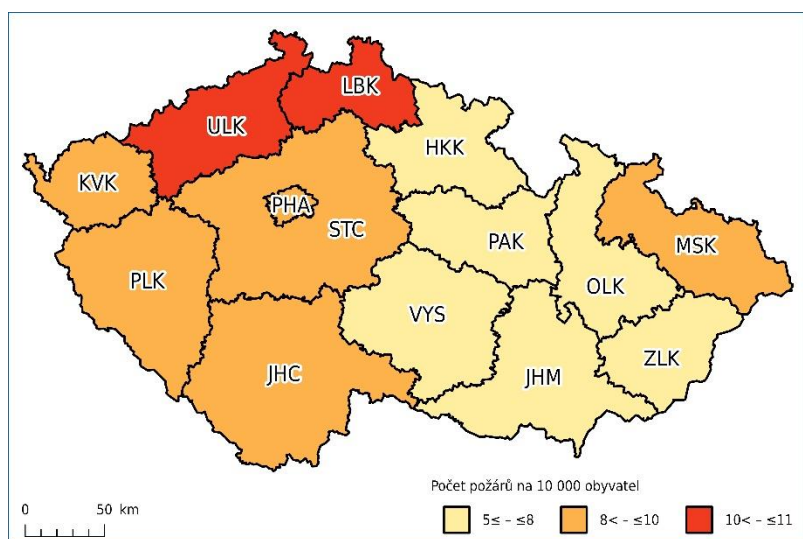 LBK
ULK
HKK
KVK
PHA
STC
PAK
MSK
PLK
OLK
VYS
ZLK
JHC
JHM
Počet požárů na 10 000 obyvatel
0 50 km
5≤ – ≤8 8< – ≤10 10< – ≤11